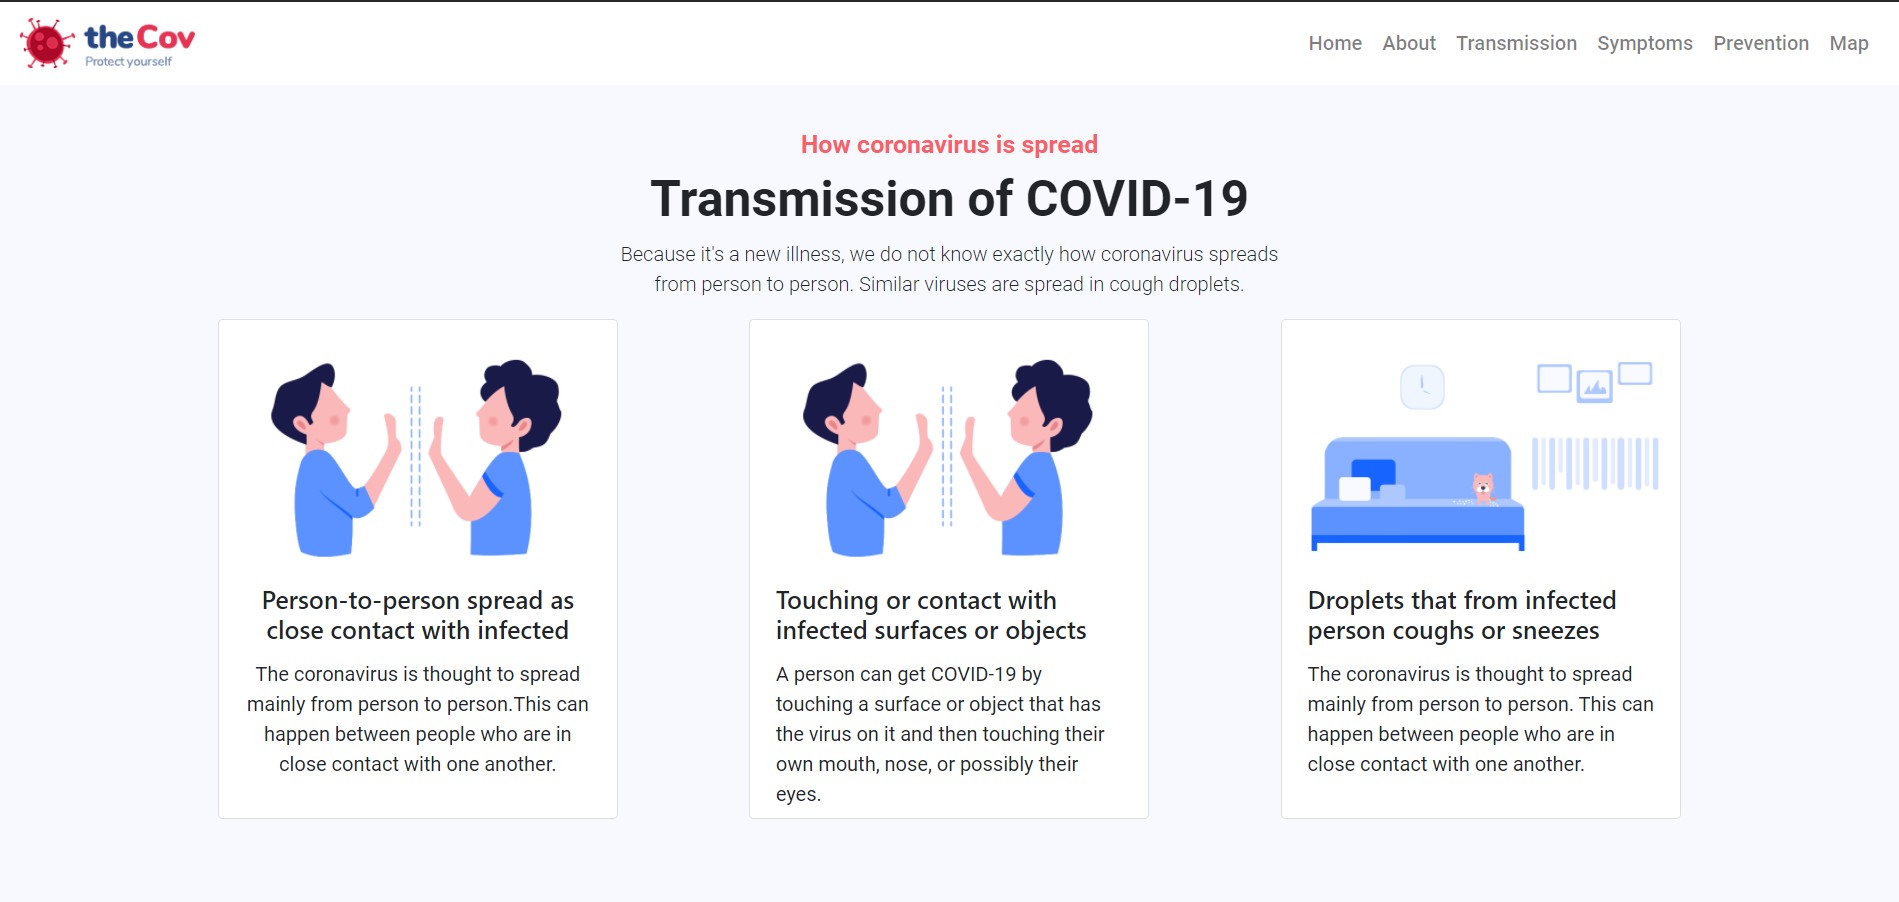 theCov
Protect yourself
Home About Transmission Symptoms Prevention Map
How coronavirus is spread
Transmission of COVID-19
Because it's a new illness, we do not know exactly how coronavirus spreads
from person to person. Similar viruses are spread in cough droplets.
Person-to-person spread as
close contact with infected
The coronavirus is thought to spread
mainly from person to person.This can
happen between people who are in
close contact with one another.
Touching or contact with
infected surfaces or objects
A person can get COVID-19 by
touching a surface or object that has
the virus on it and then touching their
own mouth, nose, or possibly their
eyes.
Droplets that from infected
person coughs or sneezes
The coronavirus is thought to spread
mainly from person to person. This can
happen between people who are in
close contact with one another.